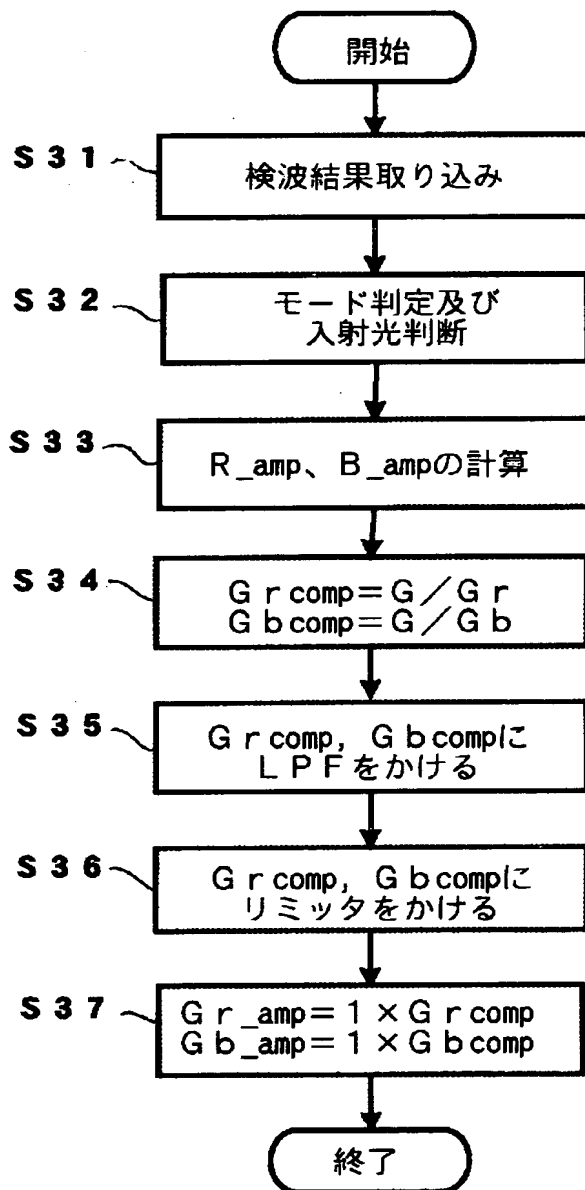 開始
S31
検波結果取り込み
S32
モード判定及び
入射光判断
S33
R_amp、B_ampの計算
S34
Grcomp=G/Gr
Gbcomp=G/Gb
S35
Grcomp, Gbcompに
LPFをかける
S36
Grcomp, Gbcompに
リミッタをかける
S37
Gr_amp=1×Grcomp
Gb_amp=1×Gbcomp
終了